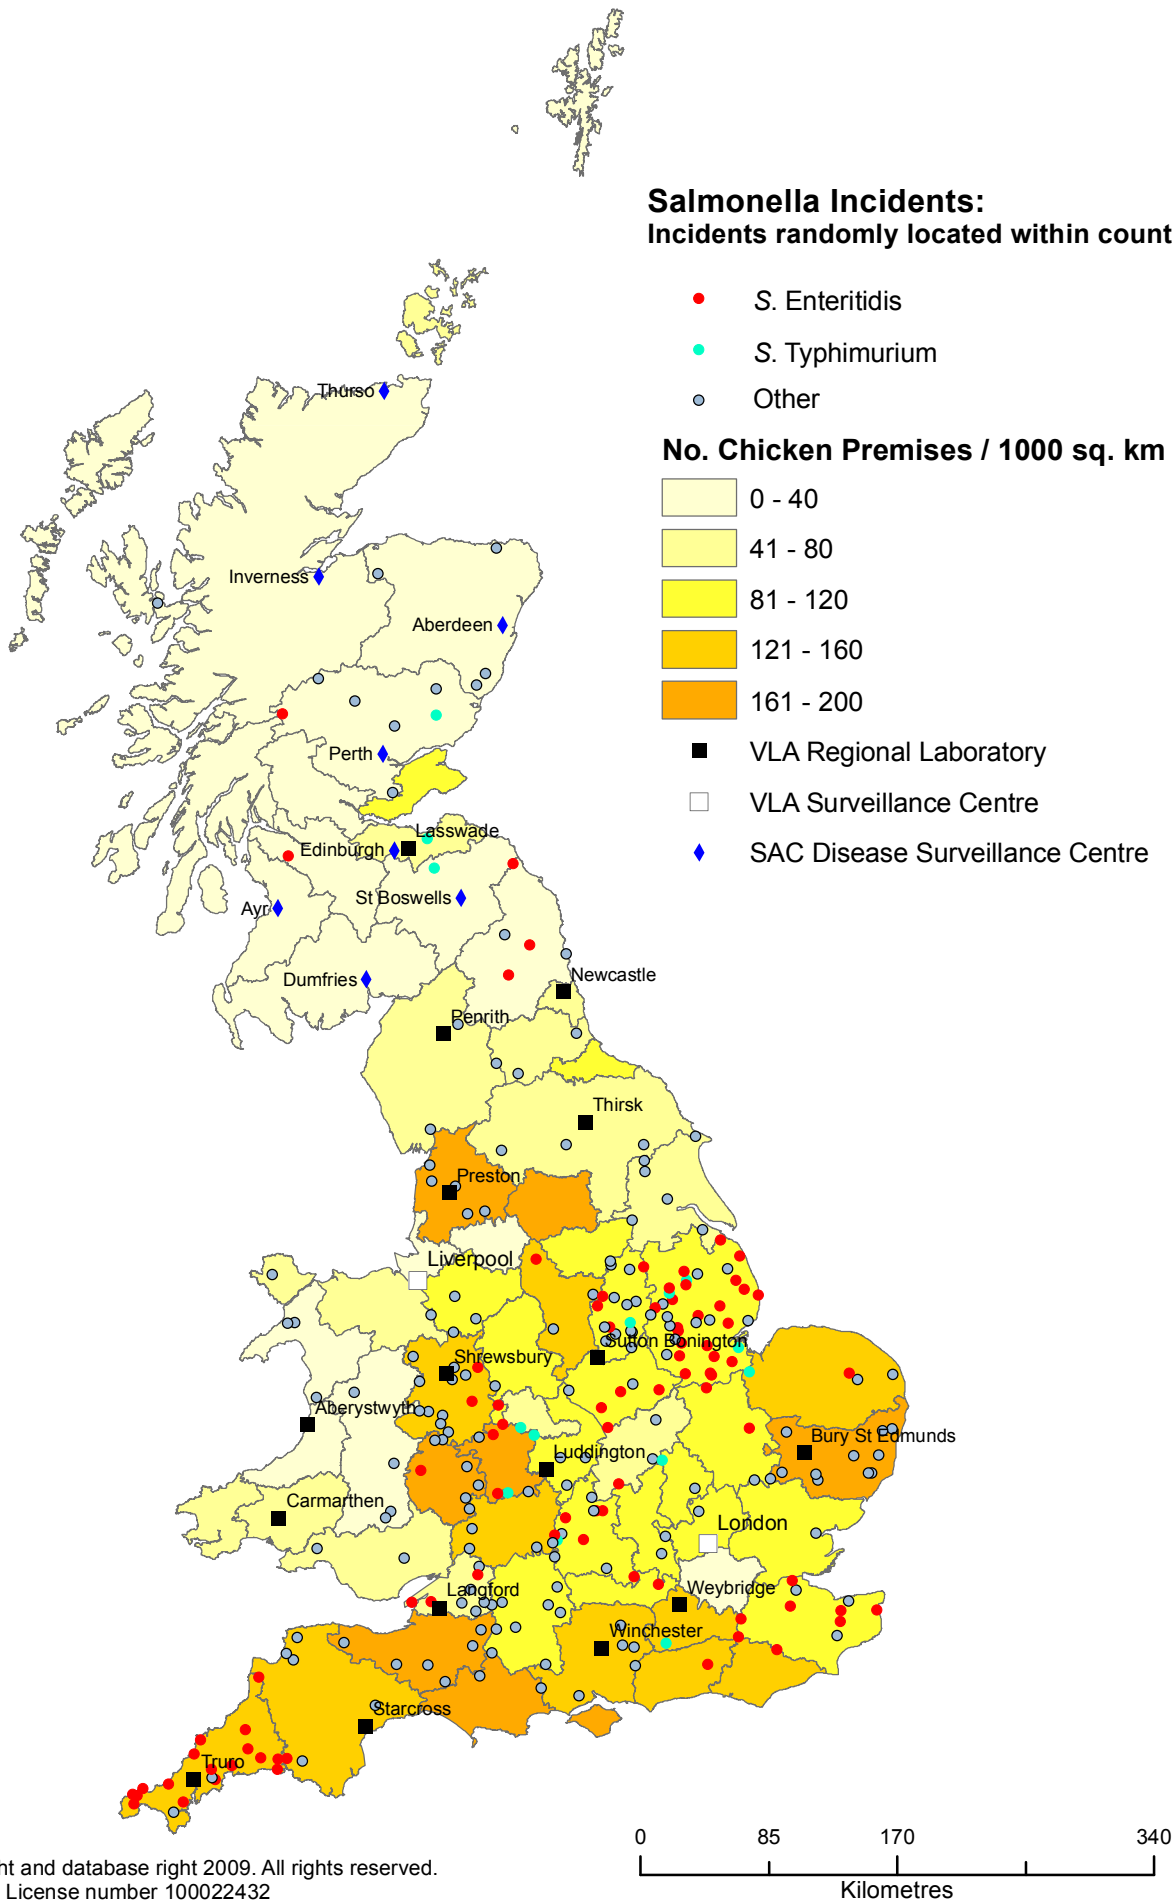 Salmonella Incidents:
Incidents randomly located within count
S. Enteritidis
S. Typhimurium
Other
No. Chicken Premises / 1000 sq. km
0 - 40
41 - 80
81 - 120
121 - 160
161 - 200
VLA Regional Laboratory
VLA Surveillance Centre
SAC Disease Surveillance Centre
Thurso
Inverness
Aberdeen
Perth
Lasswade
Edinburgh
St Boswells
Ayr
Dumfries
Newcastle
Penrith
Thirsk
Preston
Liverpool
Sutton Bonington
Shrewsbury
Aberystwyth
Bury St Edmunds
Luddington
Carmarthen
London
Langford
Weybridge
Winchester
Starcross
Truro
0 85 170 340
Kilometres
ht and database right 2009. All rights reserved.
License number 100022432